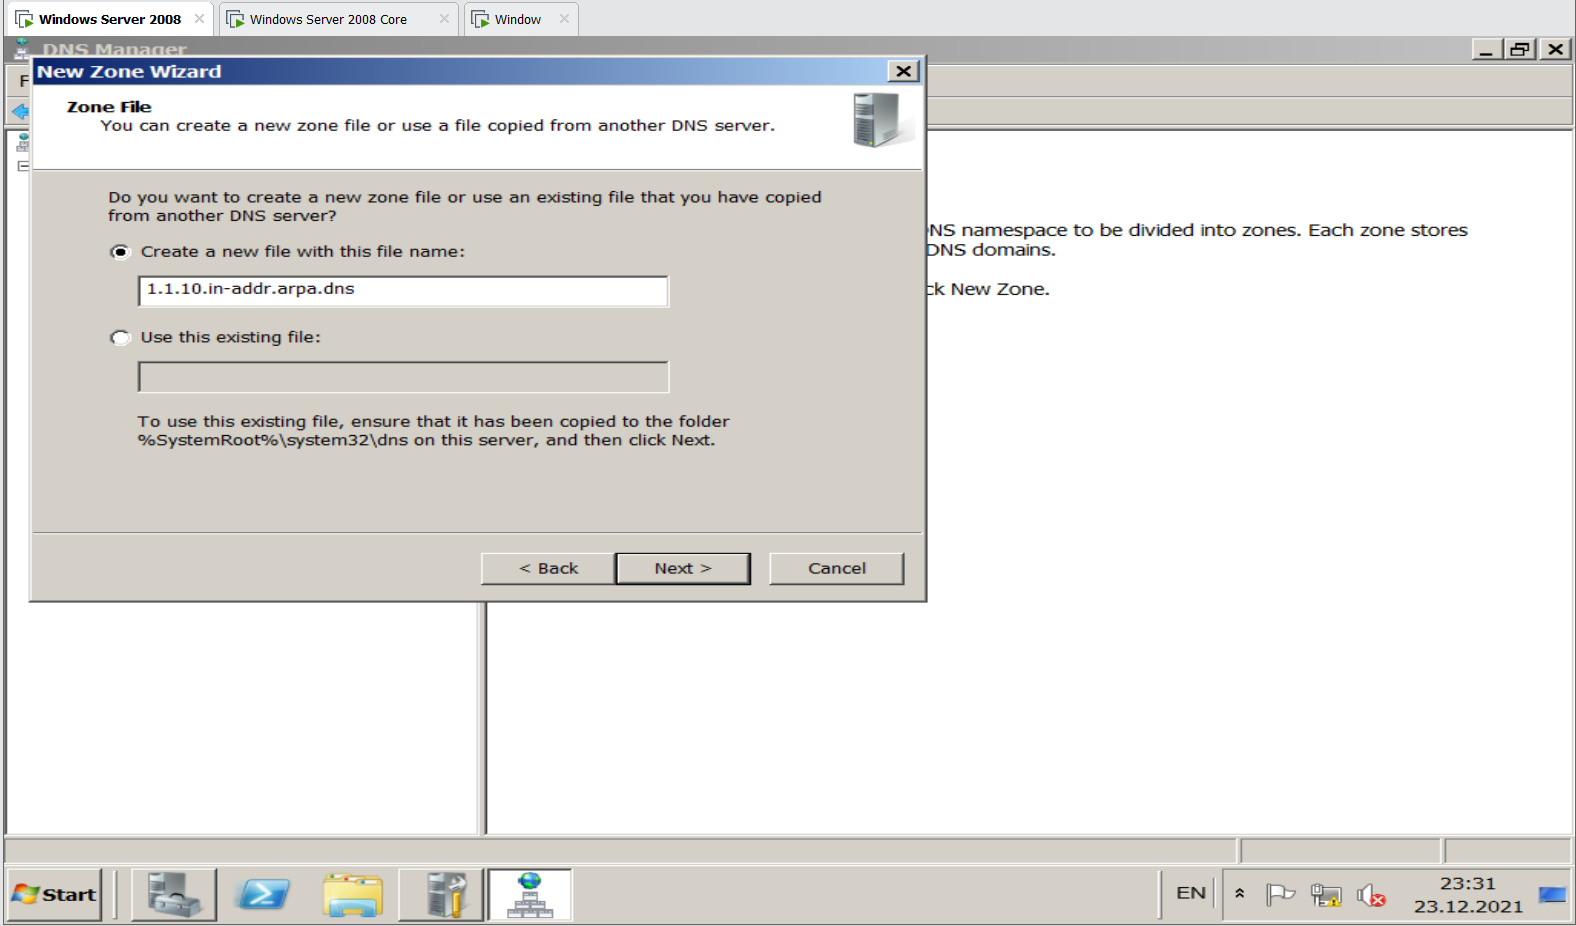 Windows Server 2008
Windows Server 2008 Core
Window
DNS Manager
New Zone Wizard
F
Zone File
You can create a new zone file or use a file copied from another DNS server.
Do you want to create a new zone file or use an existing file that you have copied
from another DNS server?
Create a new file with this file name:
1.1.10.in-addr.arpa.dns
Use this existing file:
To use this existing file, ensure that it has been copied to the folder
%SystemRoot%\system32\dns on this server, and then click Next.
< Back
Next >
Cancel
NS namespace to be divided into zones. Each zone stores
DNS domains.
ck New Zone.
Start
EN
23:31
23.12.2021